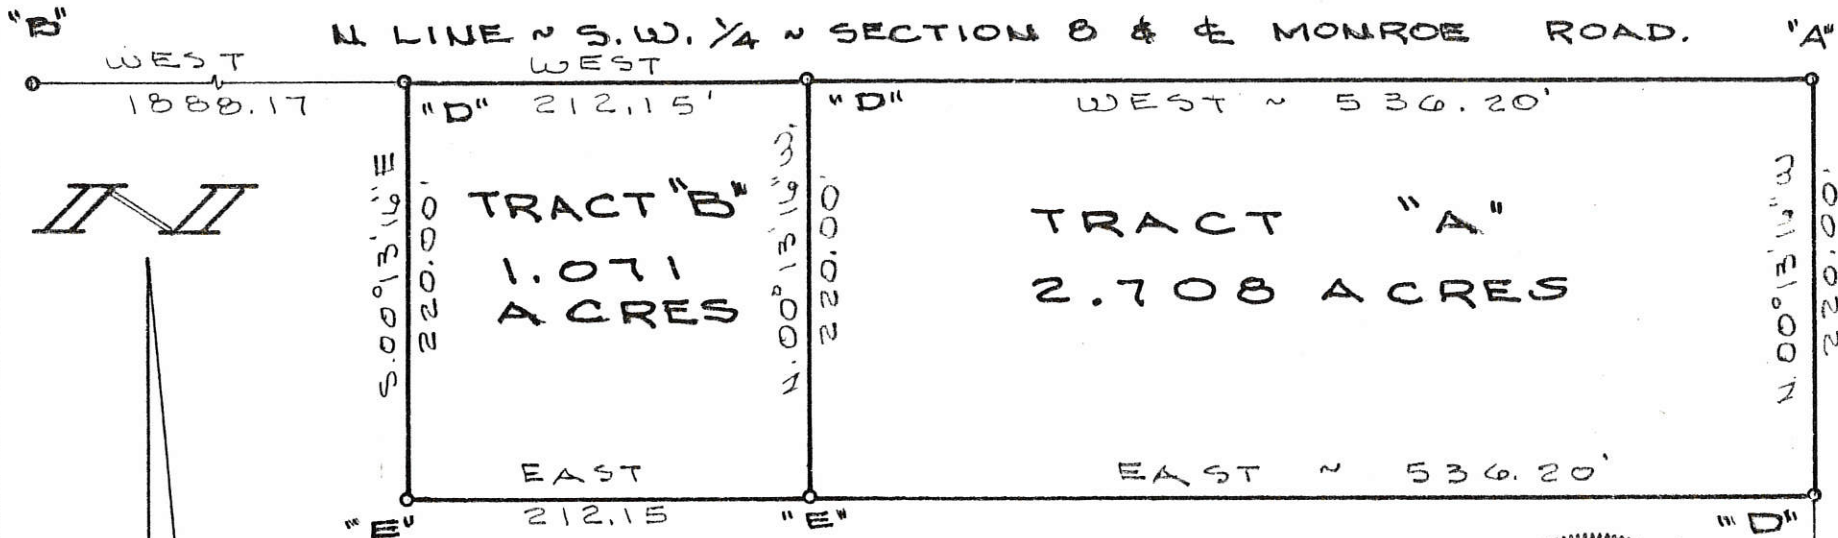 "B"
N LINE ~ S.W. ¼ ~ SECTION 8 & ℄ MONROE ROAD.
"A"
WEST
1888.17
WEST
"D" 212.15'
"D"
WEST ~ 536.20'
N
S.00°13'16"E
220.00'
TRACT "B"
1.071
ACRES
N.00°13'16"W.
220.00'
TRACT "A"
2.708 ACRES
N 00°13'16"W
220.00'
EAST
212.15
EAST ~ 536.20'
"E"
"E"
"D"